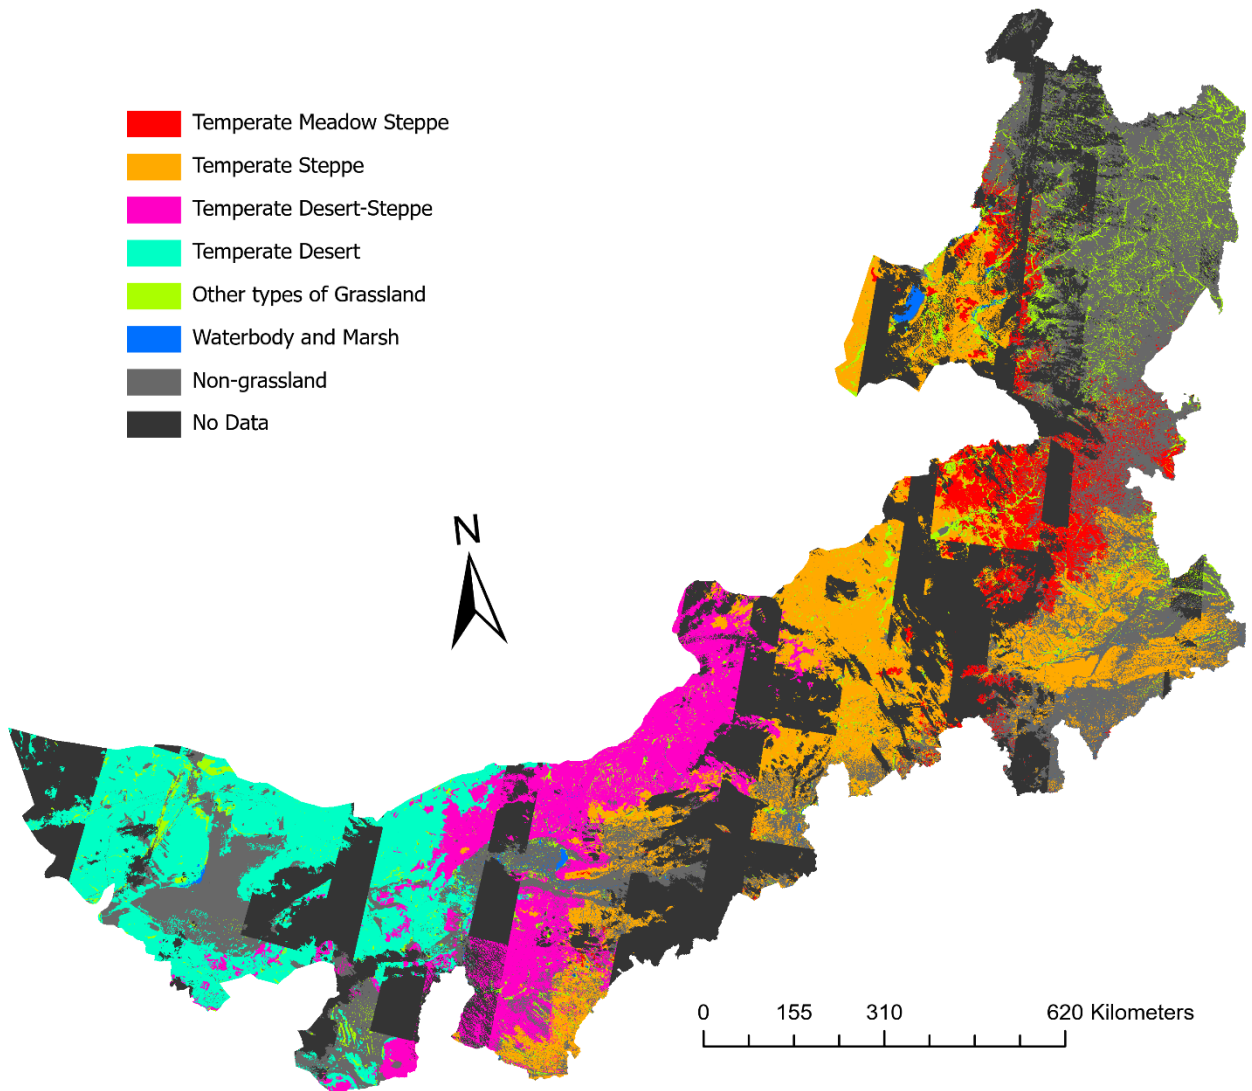 Temperate Meadow Steppe
Temperate Steppe
Temperate Desert-Steppe
Temperate Desert
Other types of Grassland
Waterbody and Marsh
Non-grassland
No Data
N
0 155 310 620 Kilometers